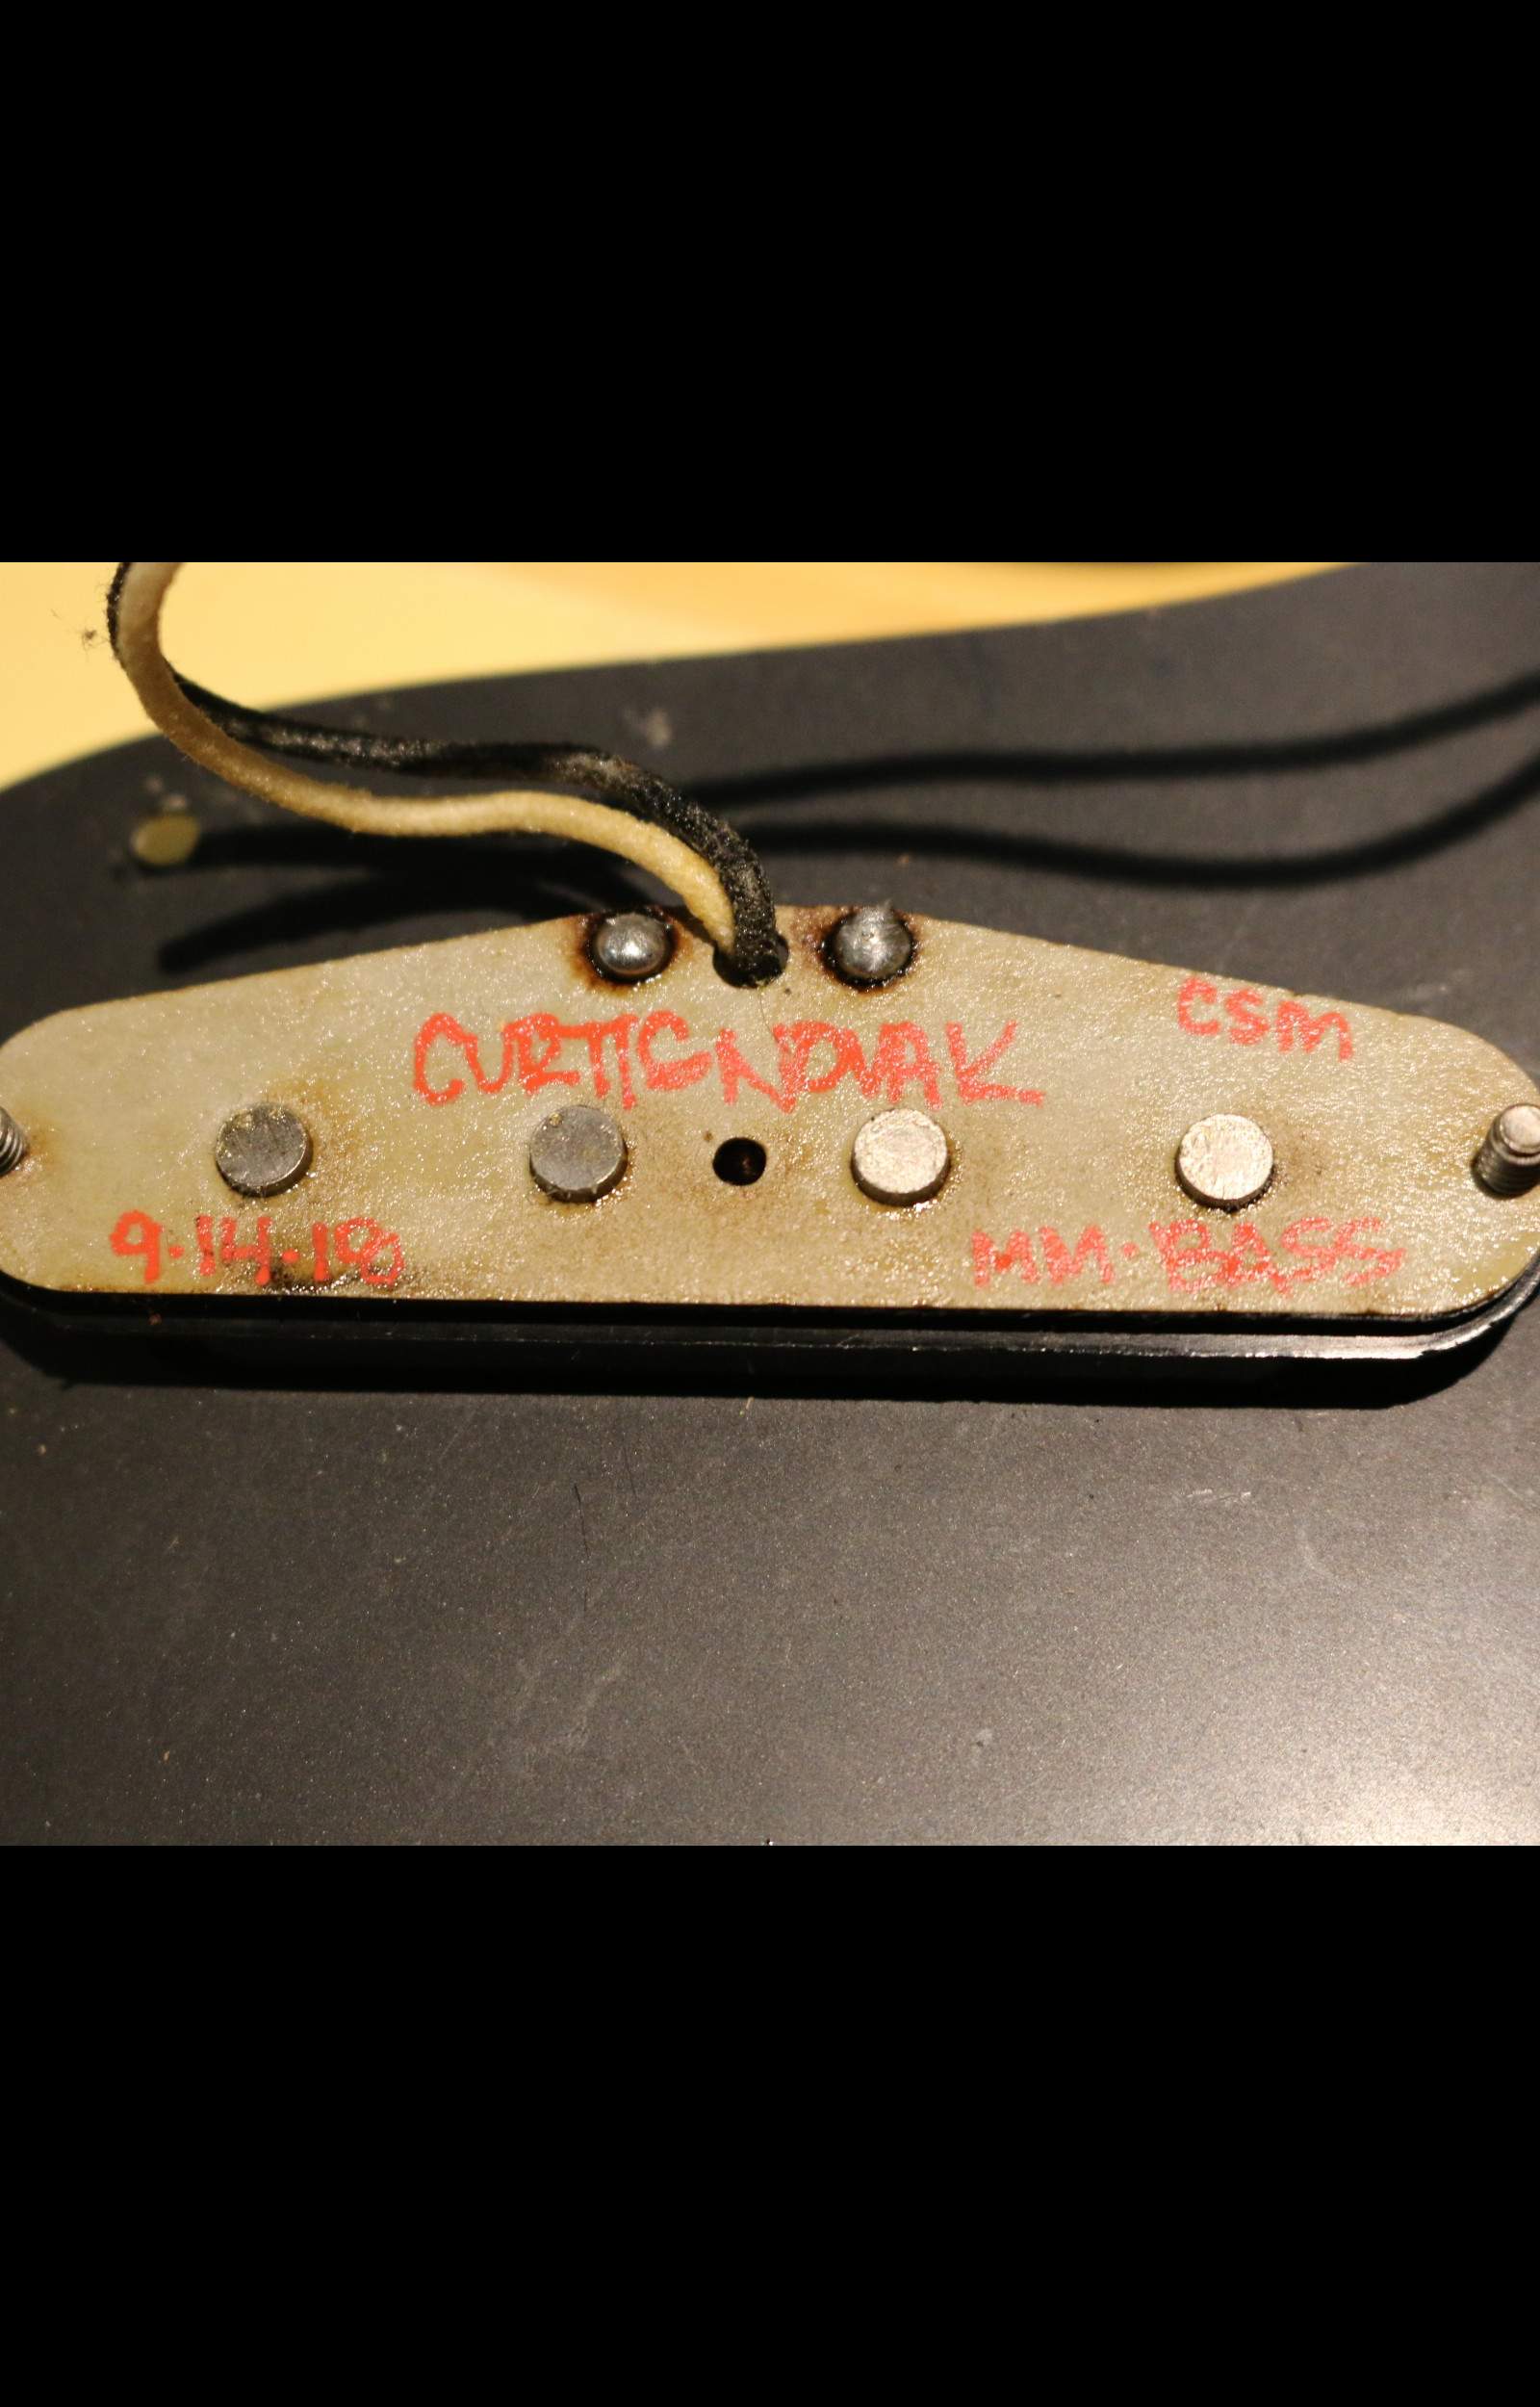 CSM
CURTIS NOVAK
9.14.18 MM.BASS